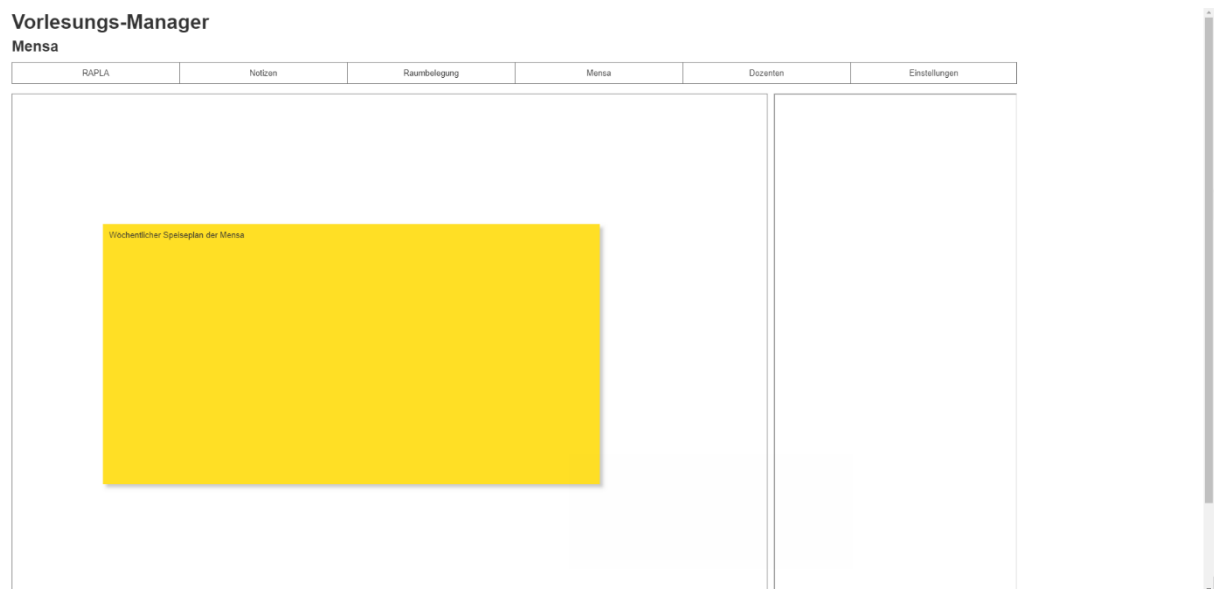 Vorlesungs-Manager
Mensa
RAPLA Notizen Raumbelegung Mensa Dozenten Einstellungen
Wöchentlicher Speiseplan der Mensa